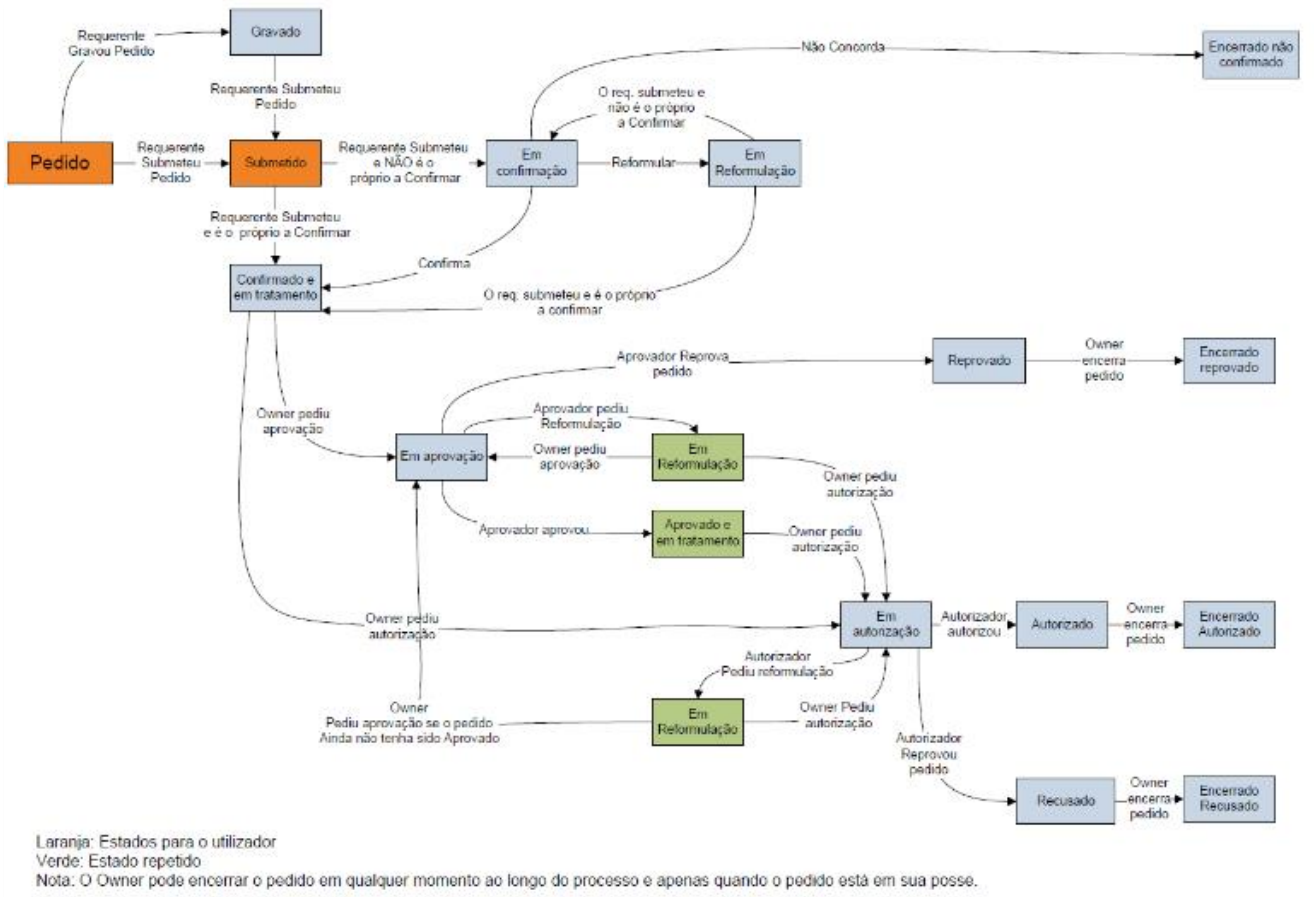 Requerente
Gravou Pedido
Gravado
Não Concorda
Encerrado não
confirmado
Requerente Submeteu
Pedido
O req. submeteu e
não é o próprio
a Confirmar
Pedido
Requerente
Submeteu
Pedido
Submetido
Requerente Submeteu
e NÃO é o
próprio a Confirmar
Em
confirmação
Reformular
Em
Reformulação
Requerente Submeteu
e é o próprio a Confirmar
Confirma
Confirmado e
em tratamento
O req. submeteu e é o próprio
a confirmar
Aprovador Reprova
pedido
Reprovado
Owner
encerra
pedido
Encerrado
reprovado
Owner pediu
aprovação
Aprovador pediu
Reformulação
Em aprovação
Owner pediu
aprovação
Em
Reformulação
Owner pediu
autorização
Aprovador aprovou
Aprovado e
em tratamento
Owner pediu
autorização
Owner pediu
autorização
Em
autorização
Autorizador
autorizou
Autorizado
Owner
encerra
pedido
Encerrado
Autorizado
Autorizador
Pediu reformulação
Owner
Pediu aprovação se o pedido
Ainda não tenha sido Aprovado
Em
Reformulação
Owner Pediu
autorização
Autorizador
Reprovou
pedido
Recusado
Owner
encerra
pedido
Encerrado
Recusado
Laranja: Estados para o utilizador
Verde: Estado repetido
Nota: O Owner pode encerrar o pedido em qualquer momento ao longo do processo e apenas quando o pedido está em sua posse.